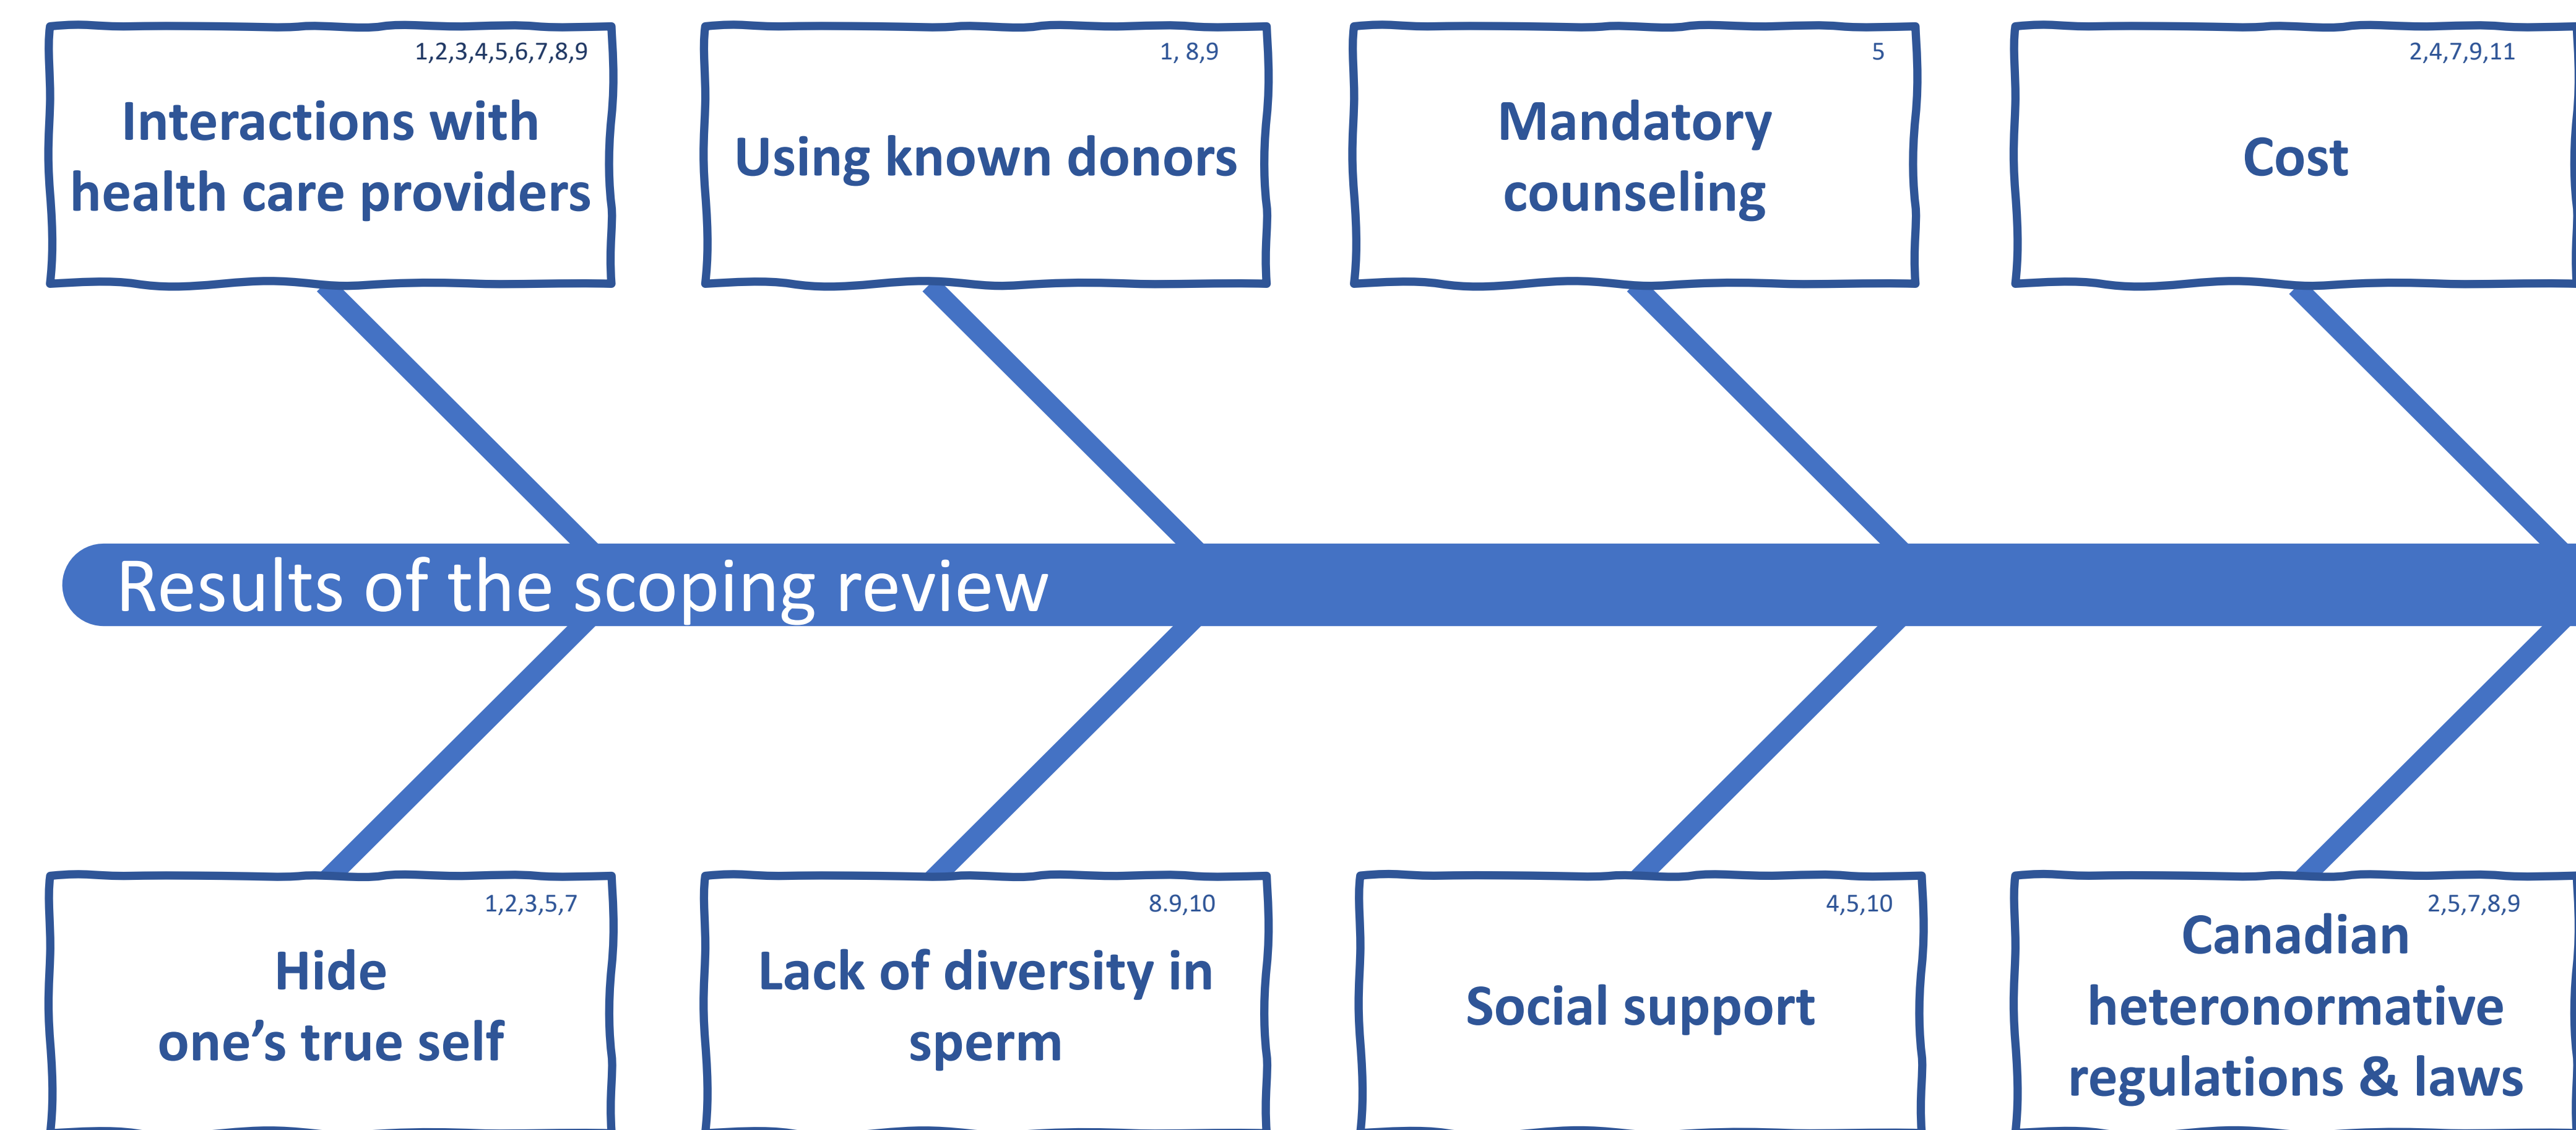 1,2,3,4,5,6,7,8,9
Interactions with
health care providers
1, 8,9
Using known donors
5
Mandatory
counseling
2,4,7,9,11
Cost
Results of the scoping review
1,2,3,5,7
Hide
one’s true self
8.9,10
Lack of diversity in
sperm
4,5,10
Social support
2,5,7,8,9
Canadian
heteronormative
regulations & laws